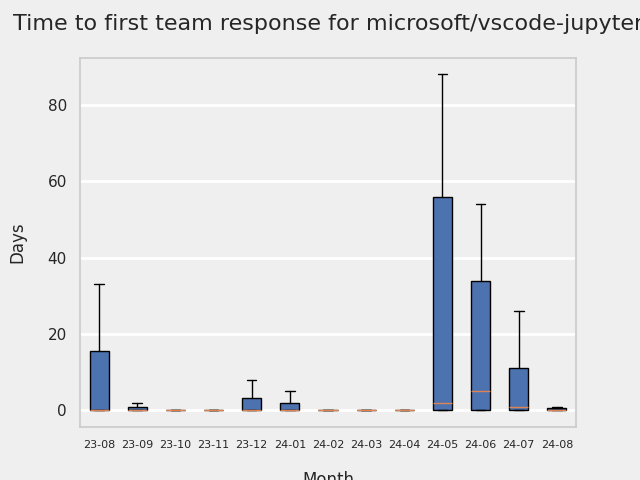 Time to first team response for microsoft/vscode-jupyter
Days
80
60
40
20
0
23-08 23-09 23-10 23-11 23-12 24-01 24-02 24-03 24-04 24-05 24-06 24-07 24-08
Month